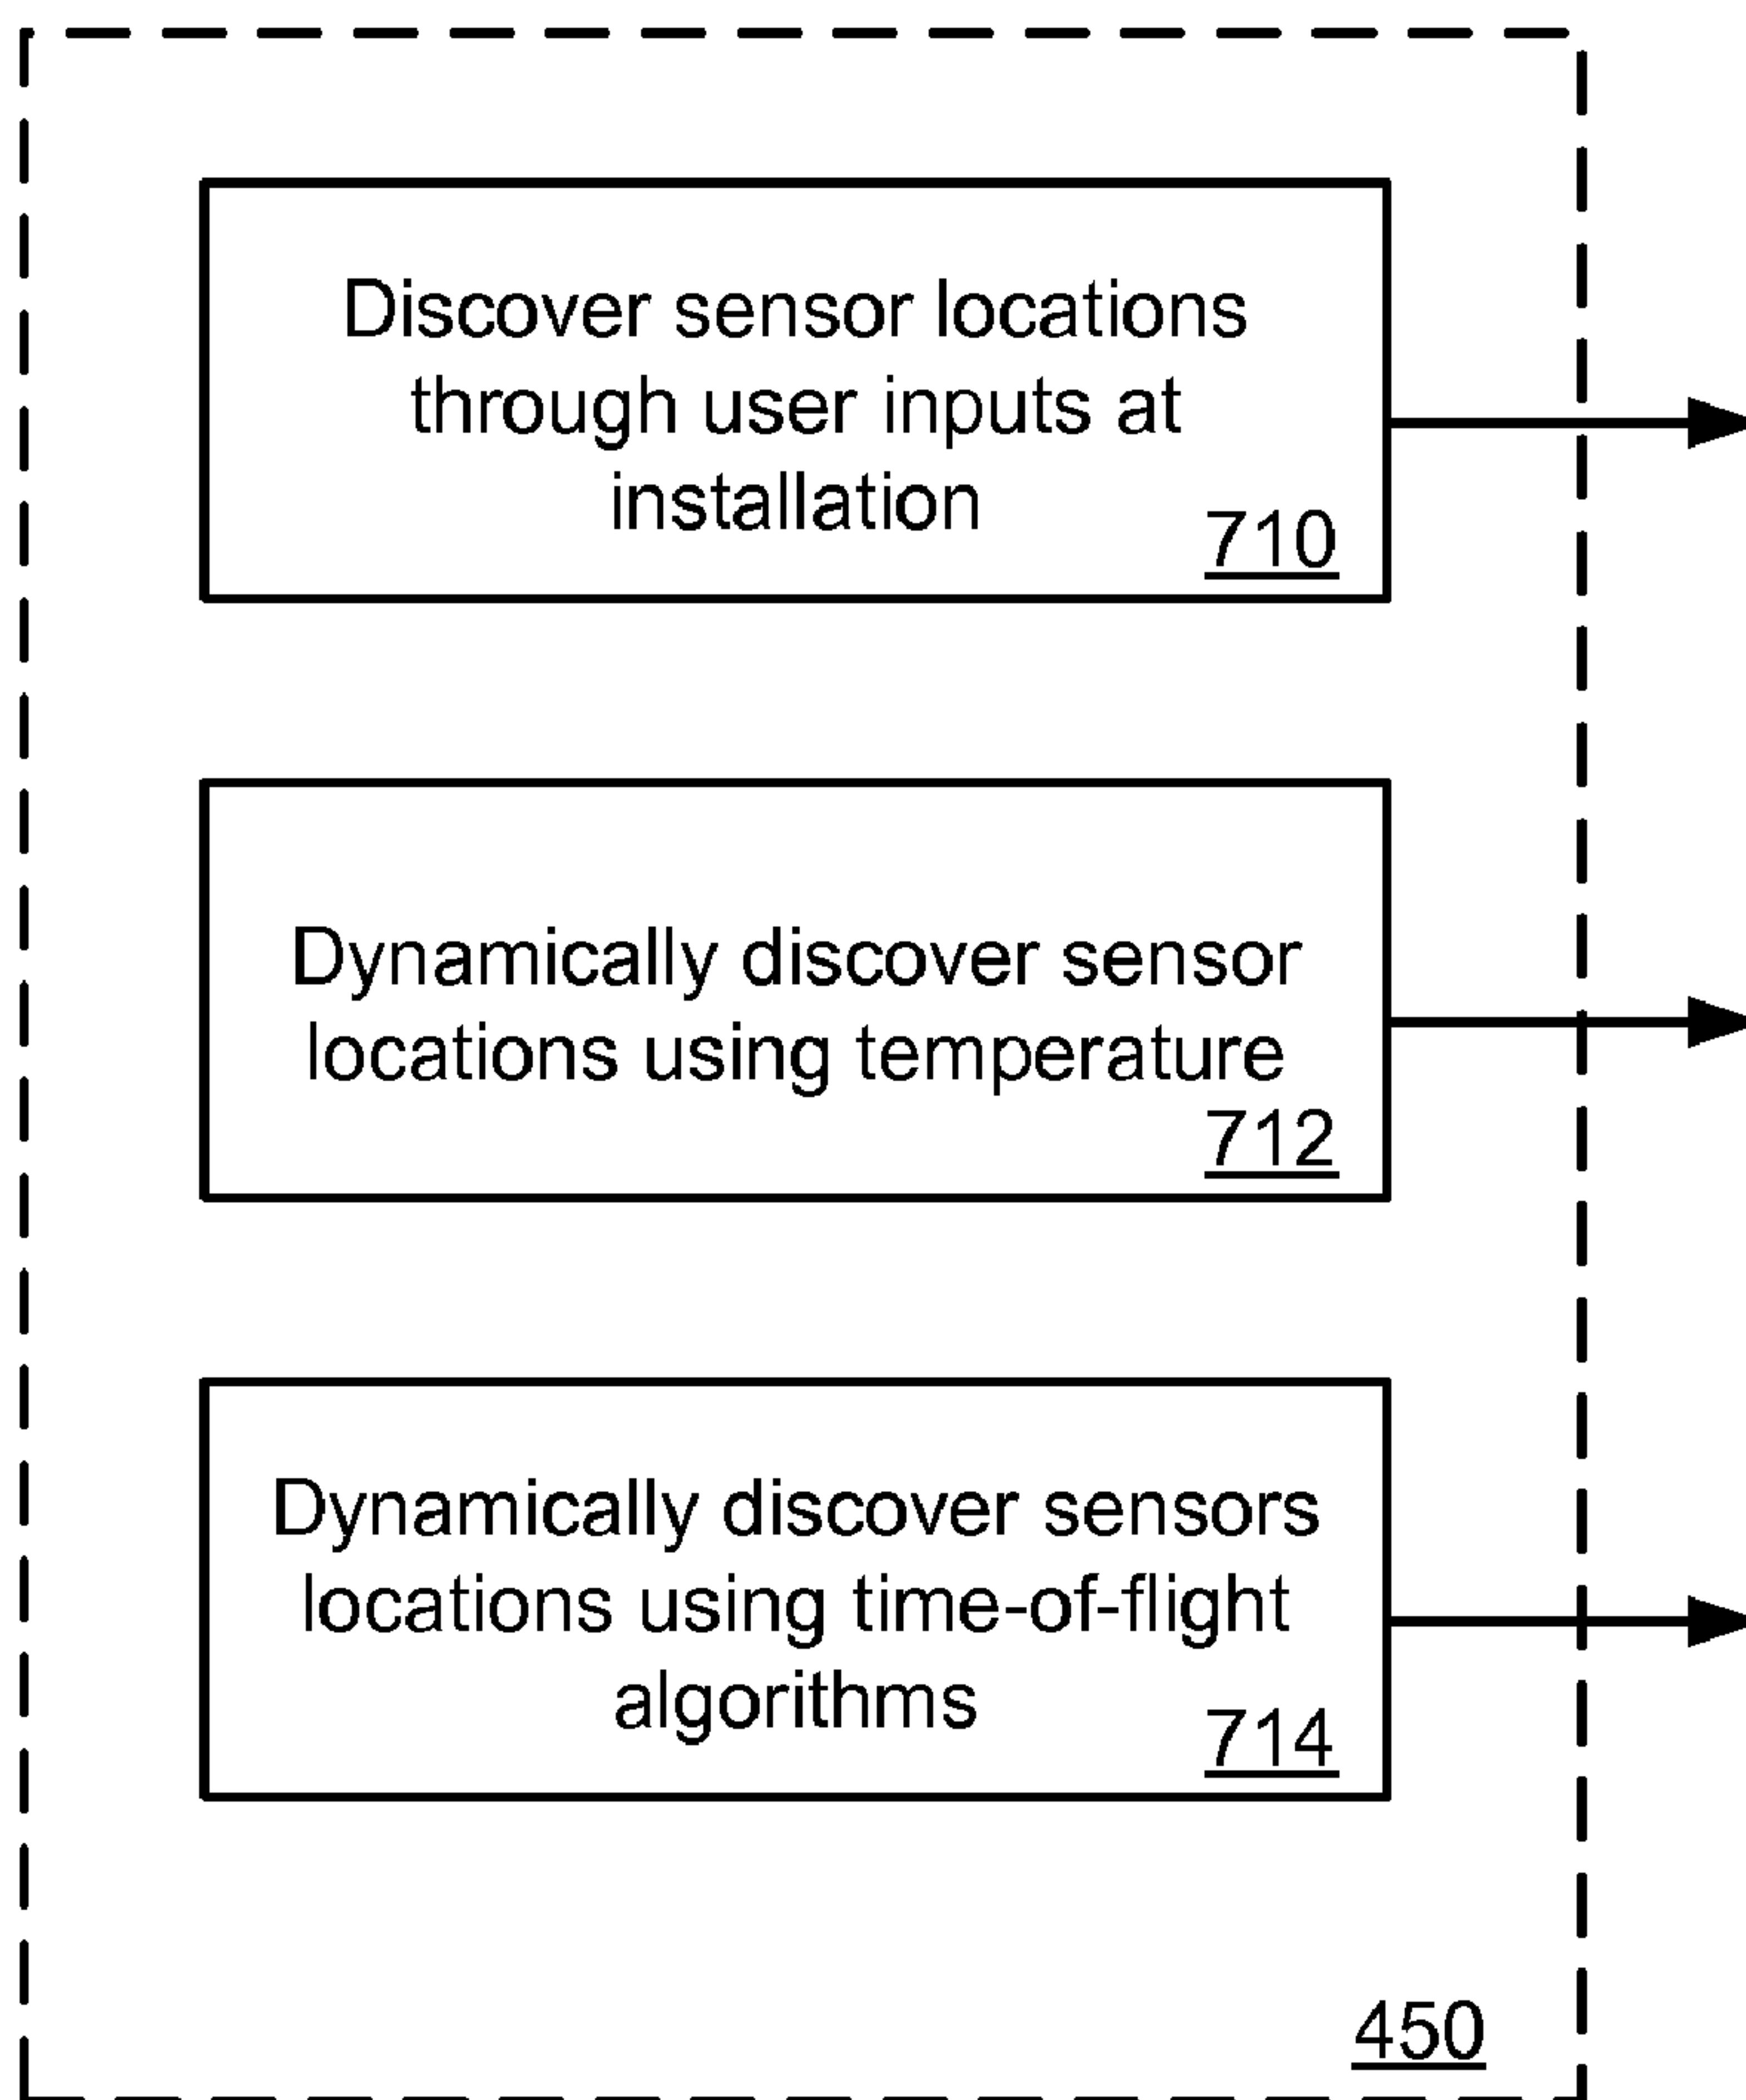 Discover sensor locations
through user inputs at
installation
710
Dynamically discover sensor
locations using temperature
712
Dynamically discover sensors
locations using time-of-flight
algorithms
714
450